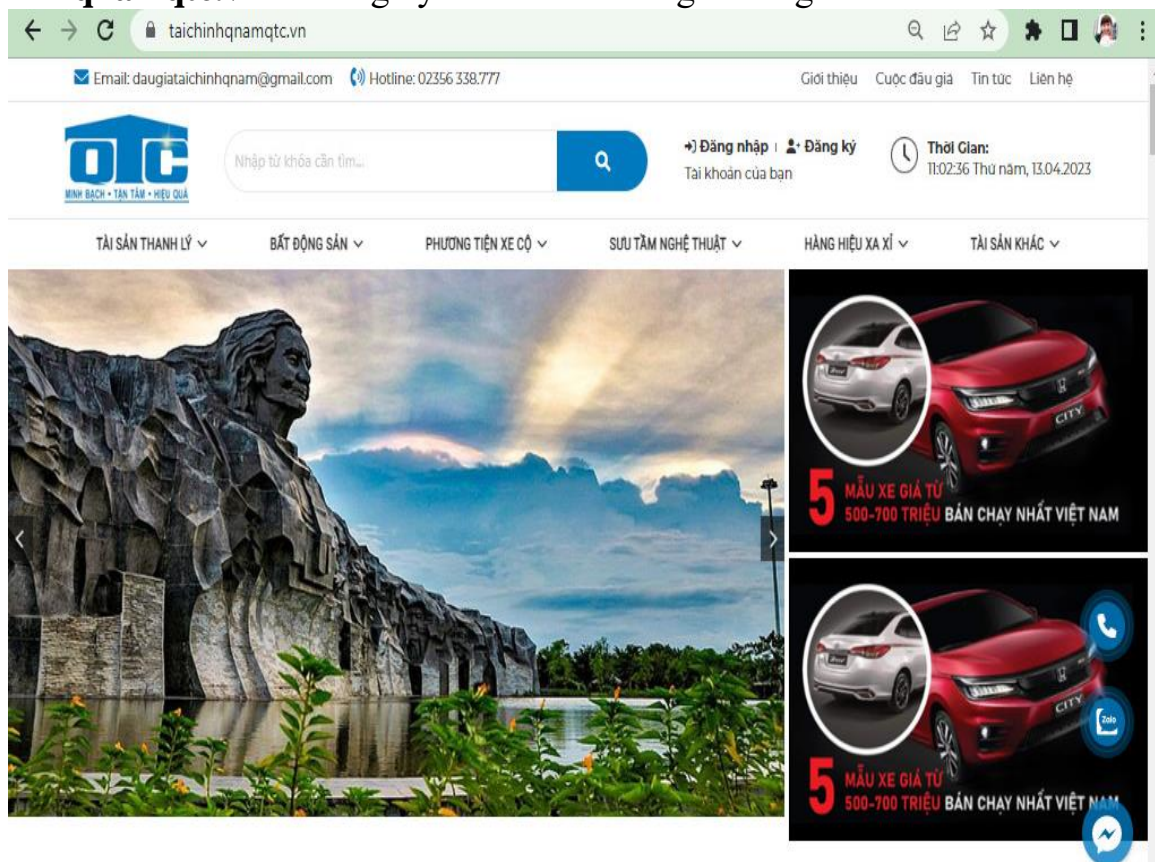 taichinhqnamqtc.vn
Email: daugiataichinhqnam@gmail.com Hotline: 02356 338.777 Giới thiệu Cuộc đấu giá Tin tức Liên hệ
QTC
MINH BẠCH - TẬN TÂM - HIỆU QUẢ
Nhập từ khóa cần tìm...
Đăng nhập | Đăng ký
Tài khoản của bạn
Thời Gian:
11:02:36 Thứ năm, 13.04.2023
TÀI SẢN THANH LÝ BẤT ĐỘNG SẢN PHƯƠNG TIỆN XE CỘ SƯU TẦM NGHỆ THUẬT HÀNG HIỆU XA XỈ TÀI SẢN KHÁC
CITY
5 MẪU XE GIÁ TỪ
500-700 TRIỆU BÁN CHẠY NHẤT VIỆT NAM
CITY
5 MẪU XE GIÁ TỪ
500-700 TRIỆU BÁN CHẠY NHẤT VIỆT NAM
Zalo